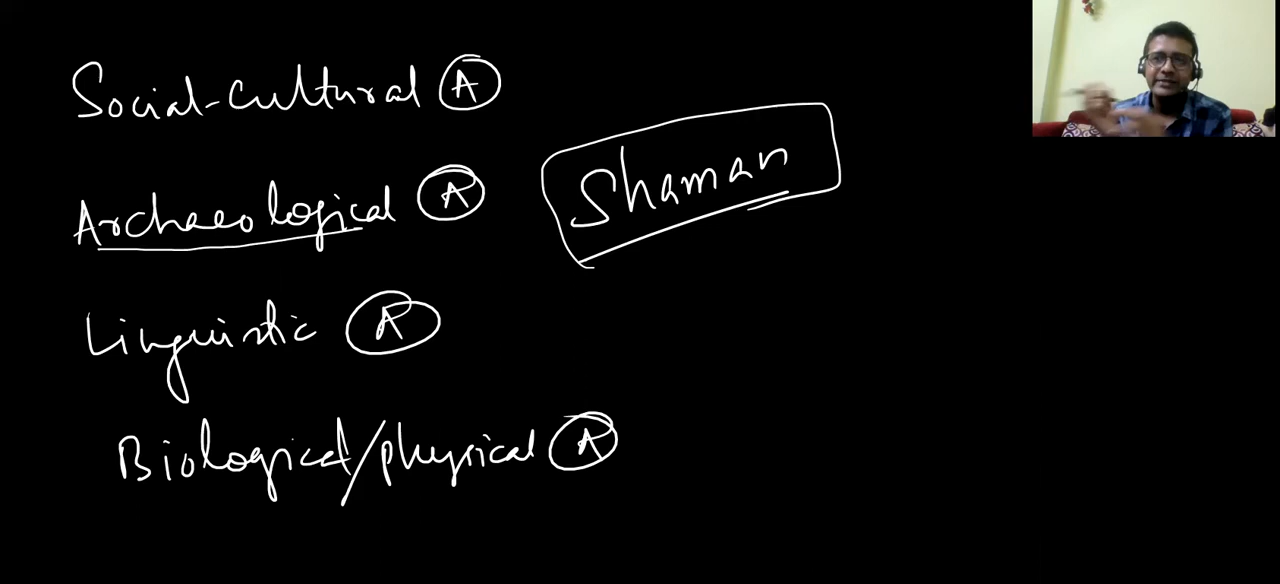 Social-Cultural A
Archaeological A
Shaman
Linguistic A
Biological/physical A